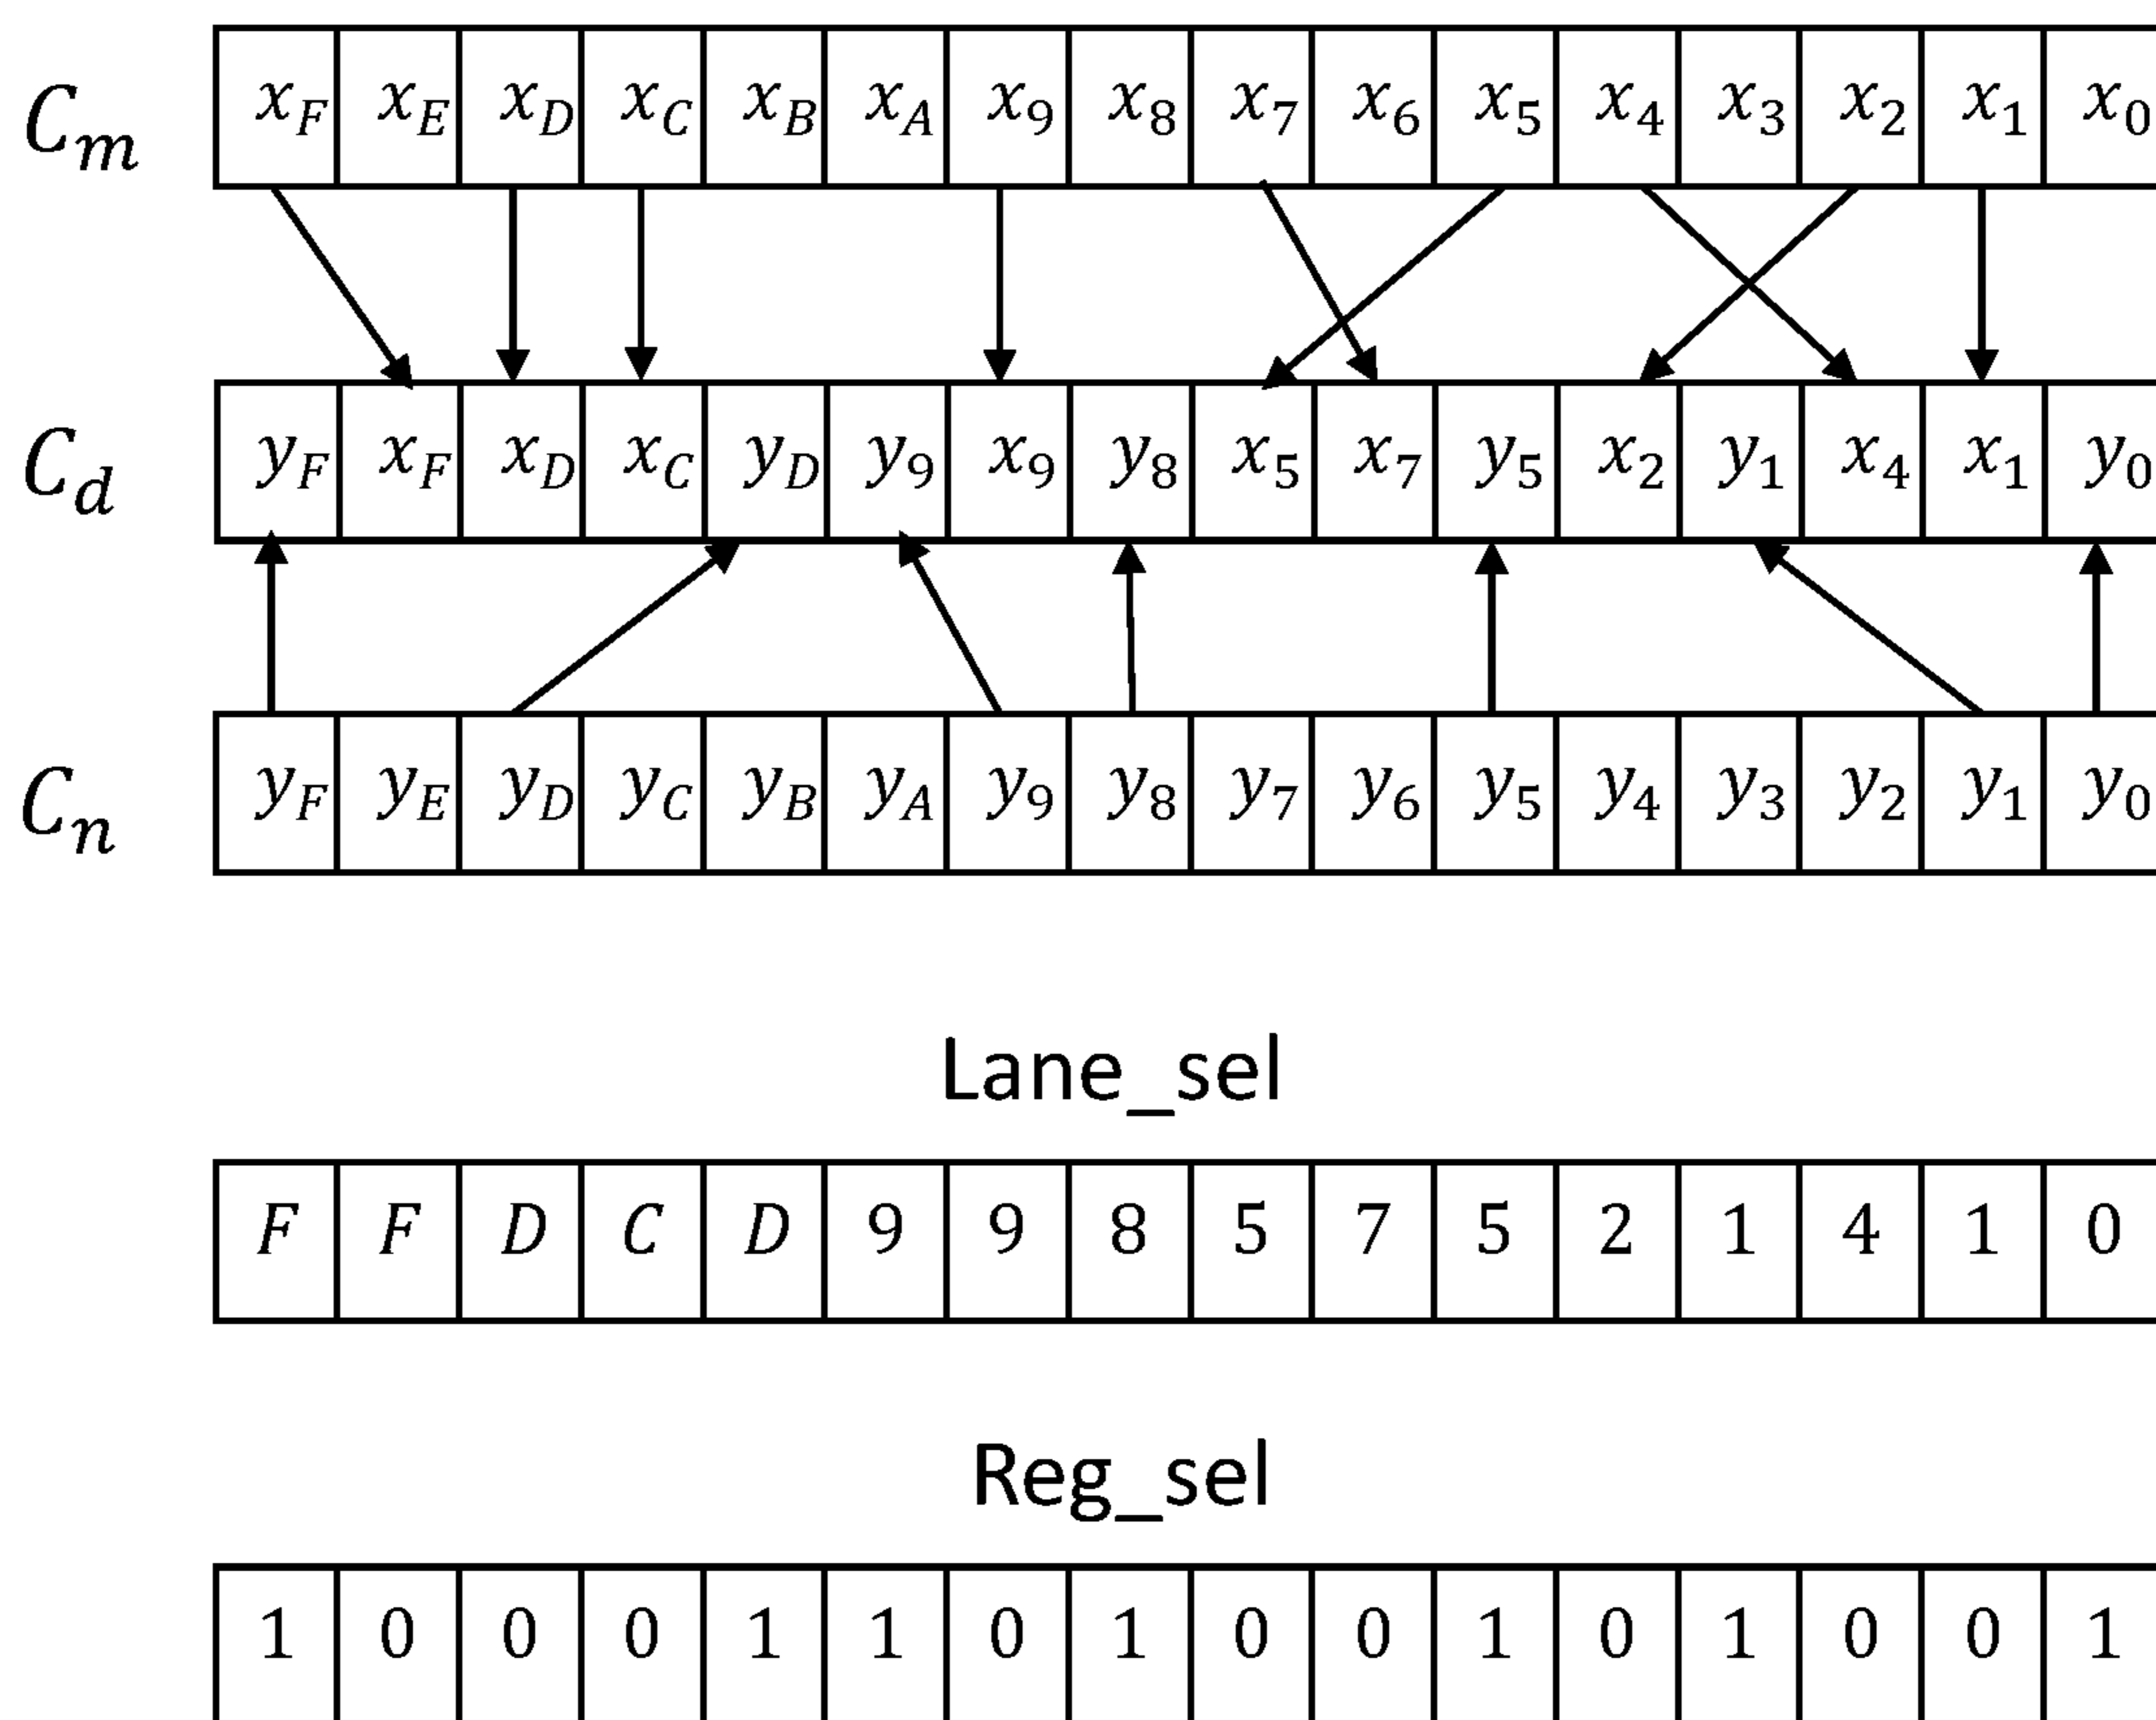 C_m x_F x_E x_D x_C x_B x_A x_9 x_8 x_7 x_6 x_5 x_4 x_3 x_2 x_1 x_0
C_d y_F x_F x_D x_C y_D y_9 x_9 y_8 x_5 x_7 y_5 x_2 y_1 x_4 x_1 y_0
C_n y_F y_E y_D y_C y_B y_A y_9 y_8 y_7 y_6 y_5 y_4 y_3 y_2 y_1 y_0
Lane_sel
F F D C D 9 9 8 5 7 5 2 1 4 1 0
Reg_sel
1 0 0 0 1 1 0 1 0 0 1 0 1 0 0 1